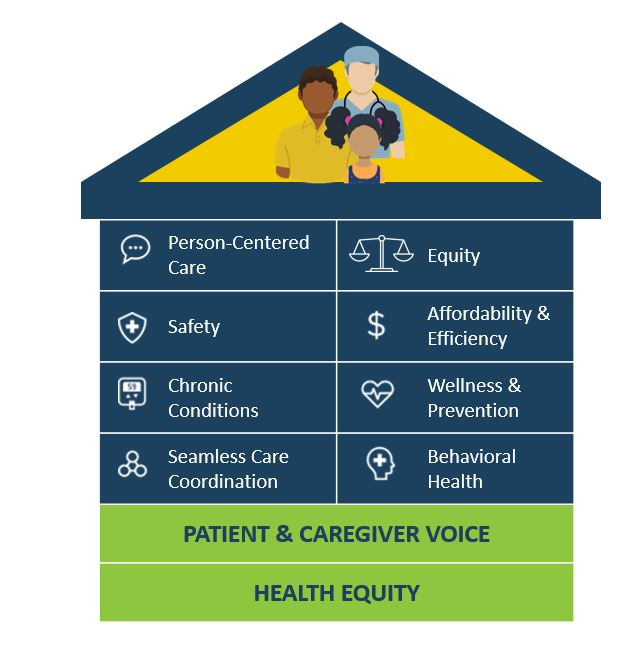 Person-Centered
Care
Equity
Safety
Affordability &
Efficiency
59
Chronic
Conditions
Wellness &
Prevention
Seamless Care
Coordination
Behavioral
Health
PATIENT & CAREGIVER VOICE
HEALTH EQUITY